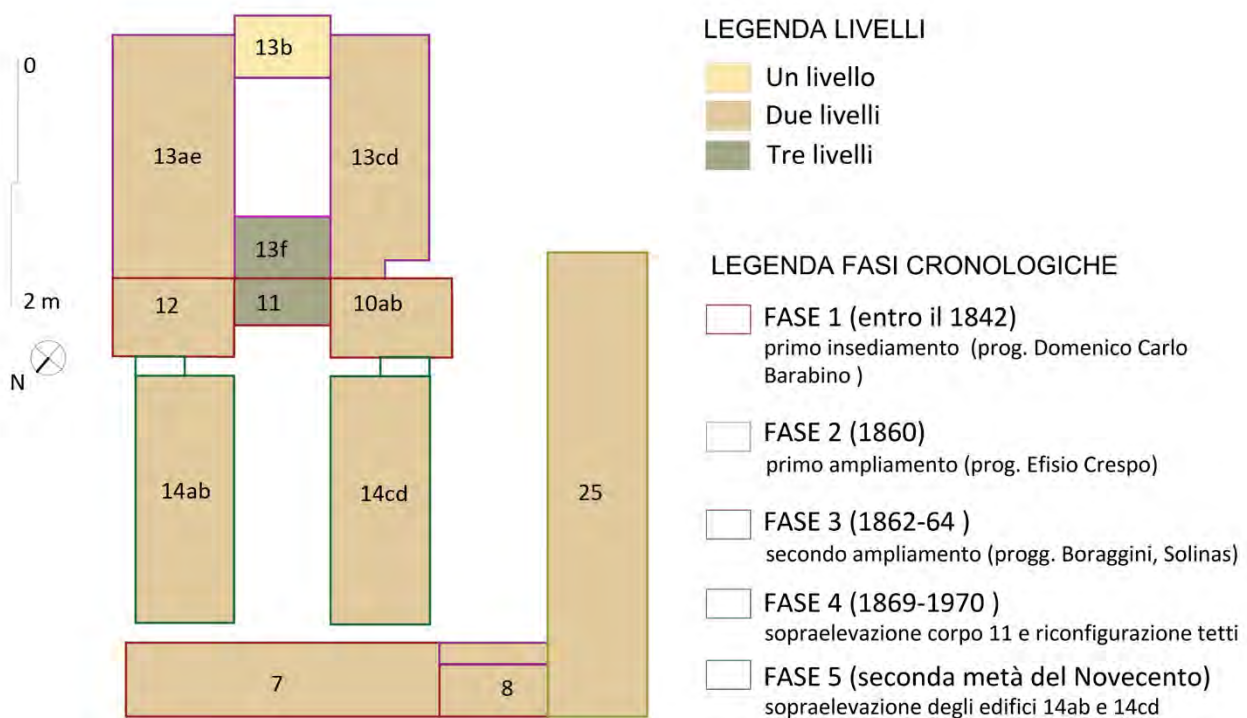 13b
0
13ae
13cd
13f
2 m
12
11
10ab
N
14ab
14cd
25
7
8
LEGENDA LIVELLI
Un livello
Due livelli
Tre livelli
LEGENDA FASI CRONOLOGICHE
FASE 1 (entro il 1842)
primo insediamento (prog. Domenico Carlo
Barabino )
FASE 2 (1860)
primo ampliamento (prog. Efisio Crespo)
FASE 3 (1862-64 )
secondo ampliamento (progg. Boraggini, Solinas)
FASE 4 (1869-1970 )
sopraelevazione corpo 11 e riconfigurazione tetti
FASE 5 (seconda metà del Novecento)
sopraelevazione degli edifici 14ab e 14cd